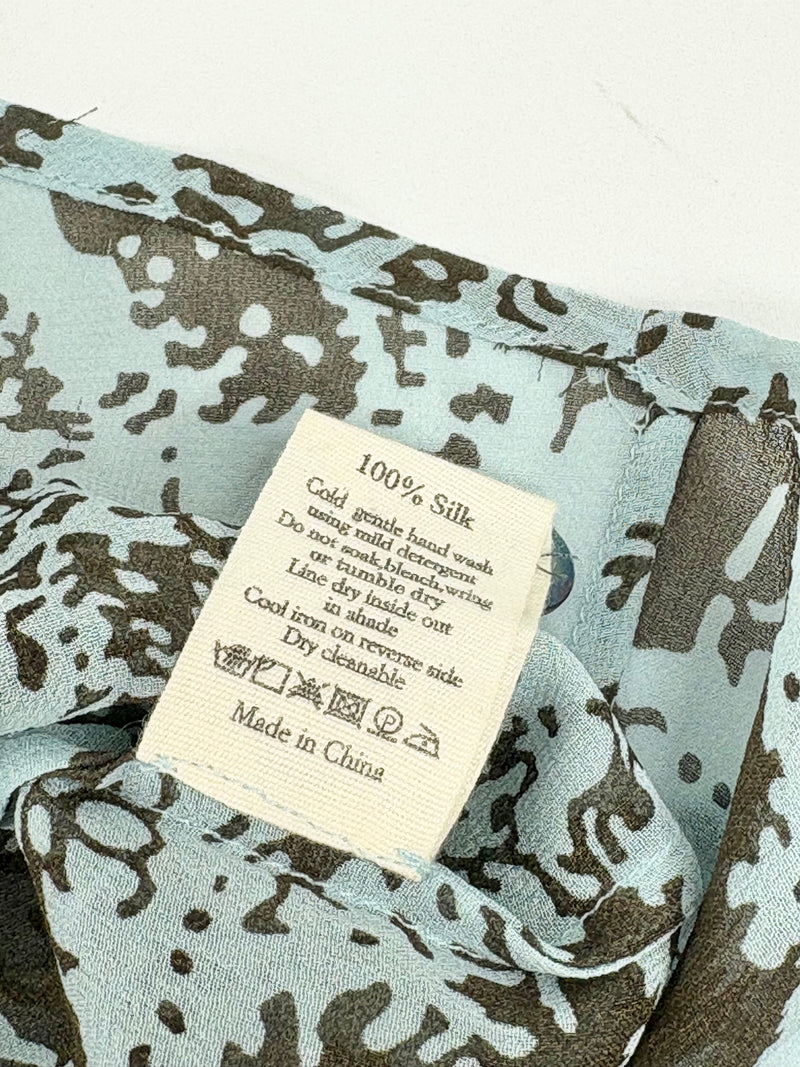 100% Silk
Cold gentle hand wash
using mild detergent
Do not soak, bleach, wring
or tumble dry
Line dry inside out
in shade
Cool iron on reverse side
Dry cleanable
P
Made in China